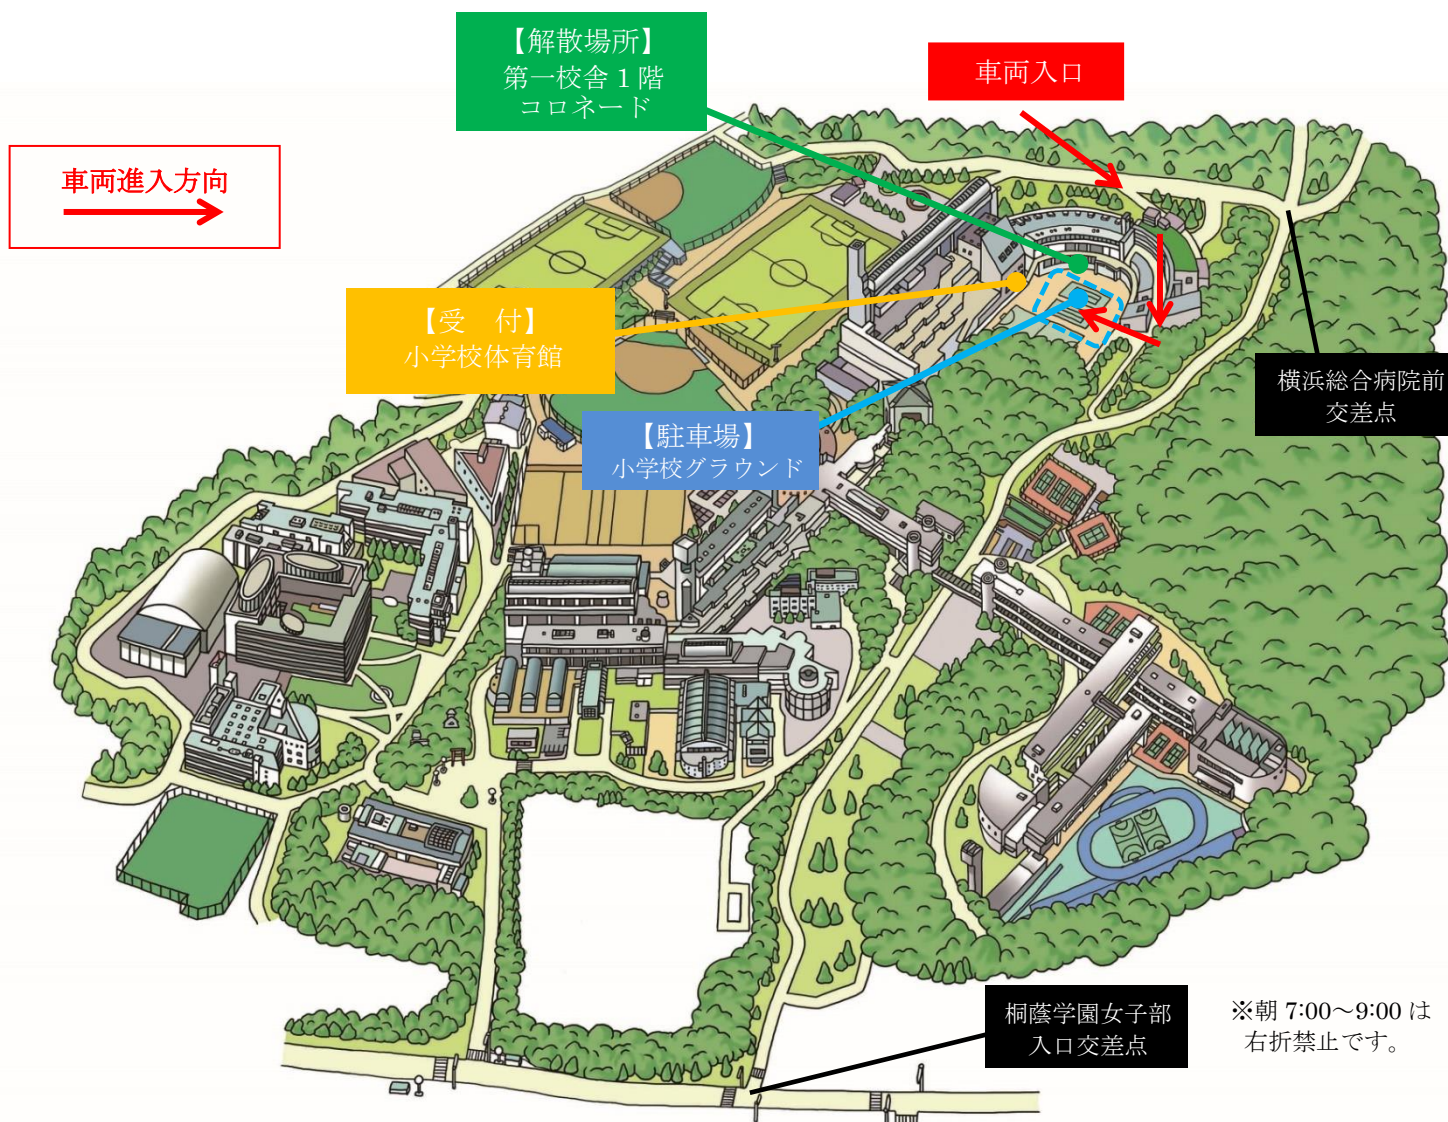 【解散場所】
第一校舎１階
コロネード
車両入口
車両進入方向
【受　付】
小学校体育館
【駐車場】
小学校グラウンド
横浜総合病院前
交差点
桐蔭学園女子部
入口交差点
※朝 7:00～9:00 は
右折禁止です。